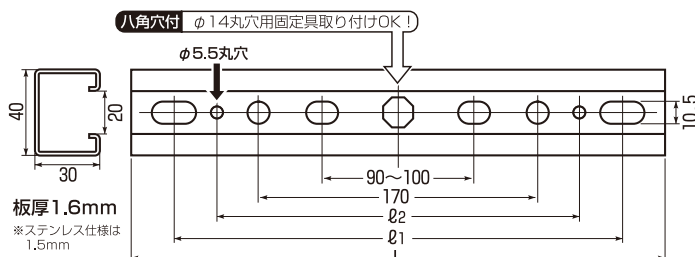 八角穴付 φ14丸穴用固定具取り付けOK！
φ5.5丸穴
40
20
10.5
30
90〜100
170
ℓ2
ℓ1
L
板厚1.6mm
※ステンレス仕様は
1.5mm